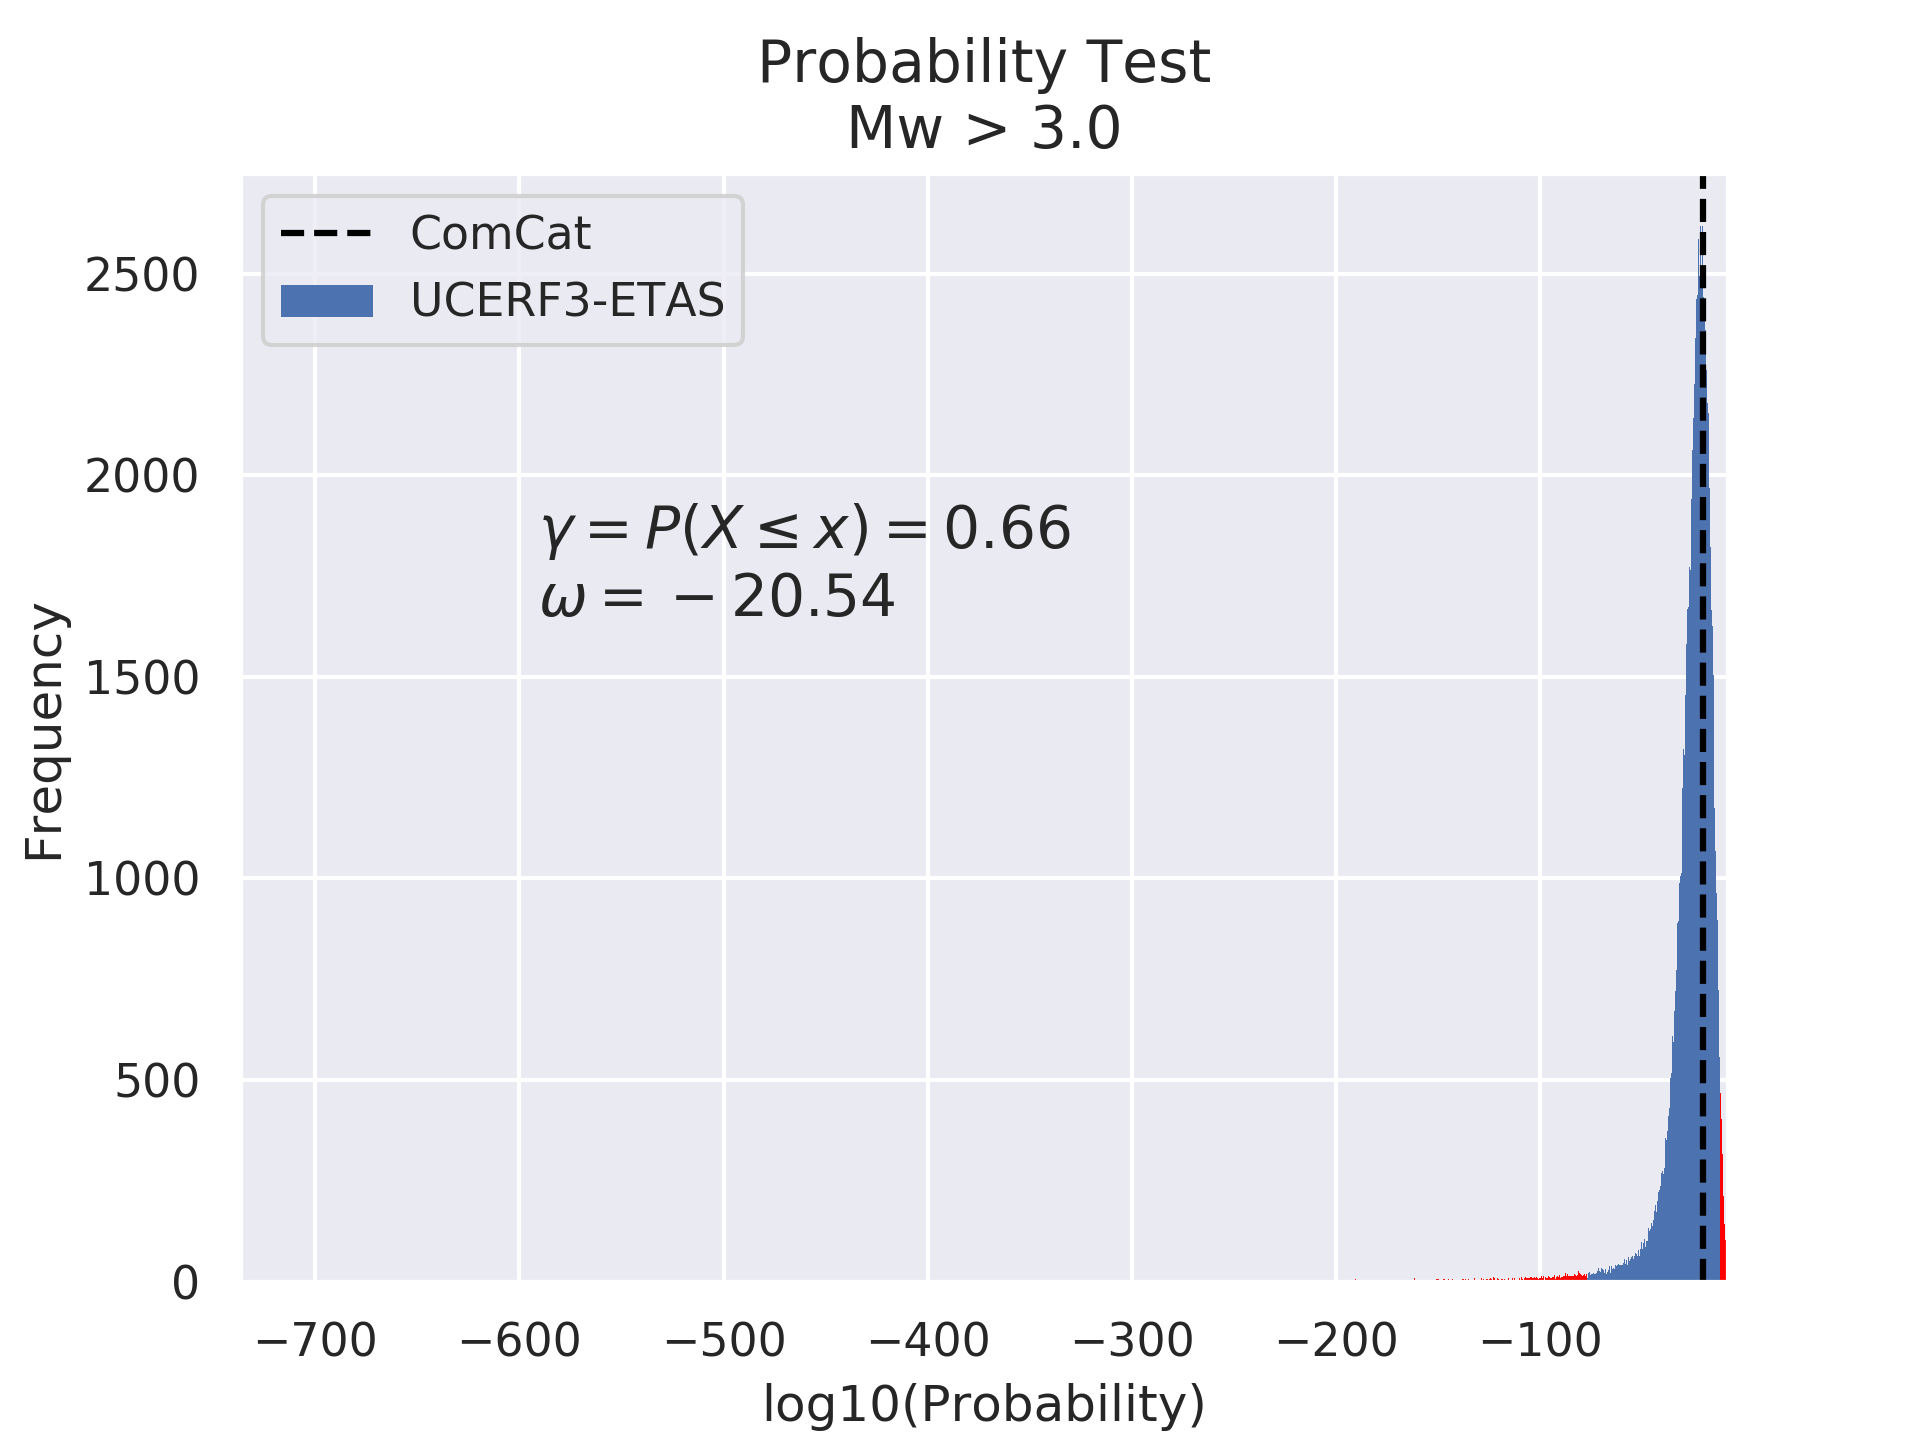 Probability Test
Mw > 3.0
ComCat
UCERF3-ETAS
γ = P(X ≤ x) = 0.66
ω = − 20.54
Frequency
2500
2000
1500
1000
500
0
−700 −600 −500 −400 −300 −200 −100
log10(Probability)